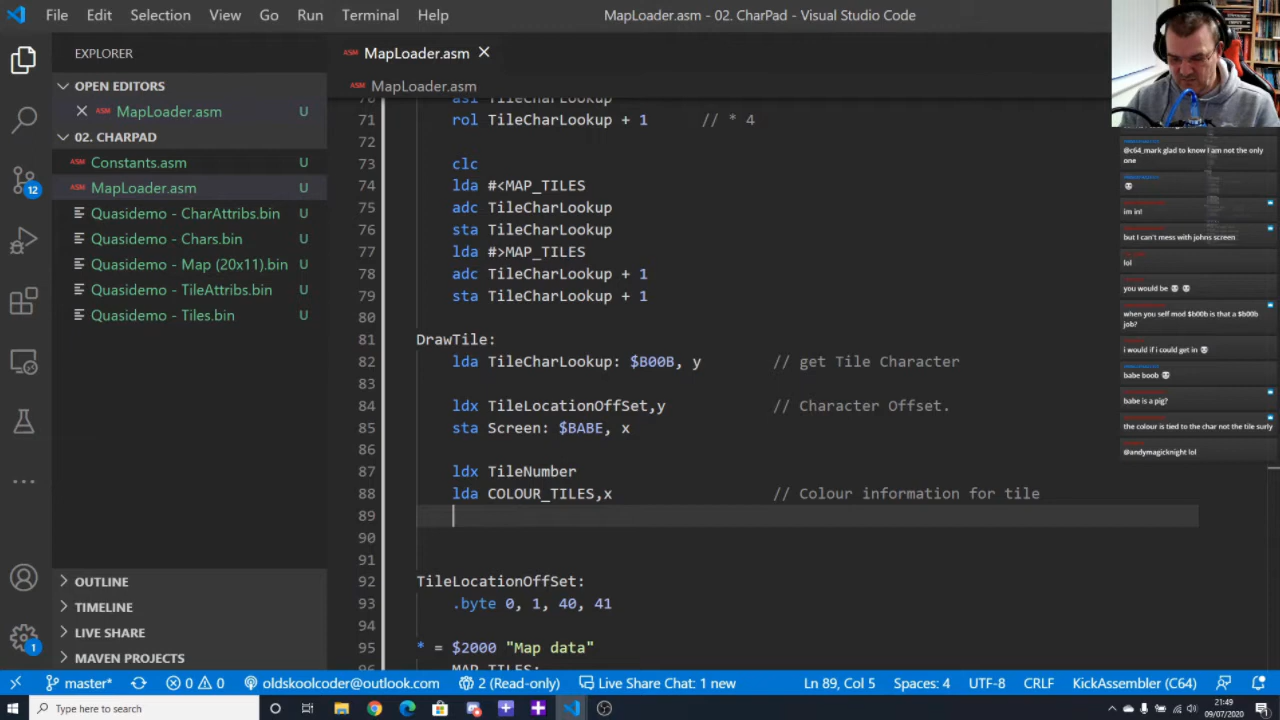 File Edit Selection View Go Run Terminal Help
MapLoader.asm - 02. CharPad - Visual Studio Code
EXPLORER
OPEN EDITORS
ASM MapLoader.asm U
02. CHARPAD
ASM Constants.asm U
ASM MapLoader.asm U
Quasidemo - CharAttribs.bin U
Quasidemo - Chars.bin U
Quasidemo - Map (20x11).bin U
Quasidemo - TileAttribs.bin U
Quasidemo - Tiles.bin U
OUTLINE
TIMELINE
LIVE SHARE
MAVEN PROJECTS
12
1
ASM MapLoader.asm
ASM MapLoader.asm
70 asl TileCharLookup
71 rol TileCharLookup + 1 // * 4
72
73 clc
74 lda #<MAP_TILES
75 adc TileCharLookup
76 sta TileCharLookup
77 lda #>MAP_TILES
78 adc TileCharLookup + 1
79 sta TileCharLookup + 1
80
81 DrawTile:
82 lda TileCharLookup: $B00B, y // get Tile Character
83
84 ldx TileLocationOffSet,y // Character Offset.
85 sta Screen: $BABE, x
86
87 ldx TileNumber
88 lda COLOUR_TILES,x // Colour information for tile
89
90
91
92 TileLocationOffSet:
93 .byte 0, 1, 40, 41
94
95 * = $2000 "Map data"
96 MAP_TILES:
@c64_mark glad to know I am not the only
one
im in!
but I can't mess with johns screen
lol
you would be
when you self mod $b00b is that a $b00b
job?
i would if i could get in
babe boob
babe is a pig?
the colour is tied to the char not the tile surly
@andymagicknight lol
master* 0 0 oldskoolcoder@outlook.com 2 (Read-only) Live Share Chat: 1 new Ln 89, Col 5 Spaces: 4 UTF-8 CRLF KickAssembler (C64)
Type here to search
21:49
09/07/2020